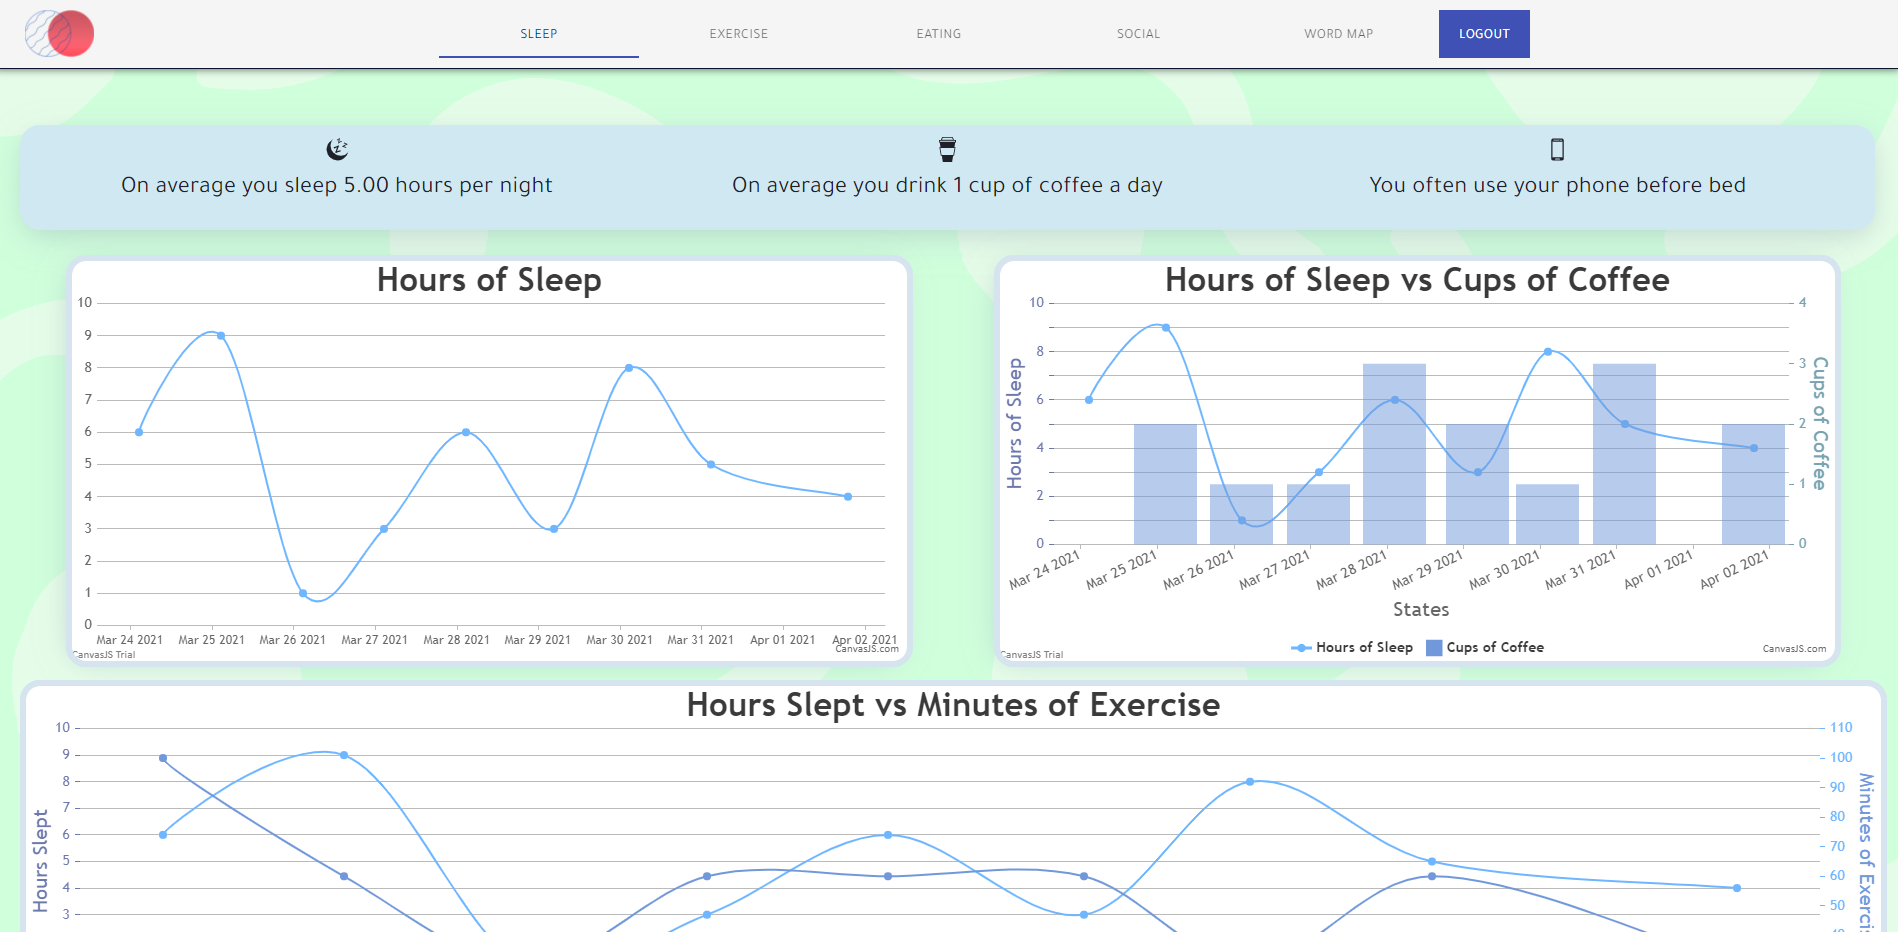 SLEEP EXERCISE EATING SOCIAL WORD MAP LOGOUT
On average you sleep 5.00 hours per night
On average you drink 1 cup of coffee a day
You often use your phone before bed
Hours of Sleep
10
9
8
7
6
5
4
3
2
1
0
Mar 24 2021 Mar 25 2021 Mar 26 2021 Mar 27 2021 Mar 28 2021 Mar 29 2021 Mar 30 2021 Mar 31 2021 Apr 01 2021 Apr 02 2021
CanvasJS Trial CanvasJS.com
Hours of Sleep vs Cups of Coffee
Hours of Sleep
10
8
6
4
2
0
Cups of Coffee
4
3
2
1
0
Mar 24 2021 Mar 25 2021 Mar 26 2021 Mar 27 2021 Mar 28 2021 Mar 29 2021 Mar 30 2021 Mar 31 2021 Apr 01 2021 Apr 02 2021
States
Hours of Sleep Cups of Coffee
CanvasJS Trial CanvasJS.com
Hours Slept vs Minutes of Exercise
Hours Slept
10
9
8
7
6
5
4
3
Minutes of Exerci
110
100
90
80
70
60
50